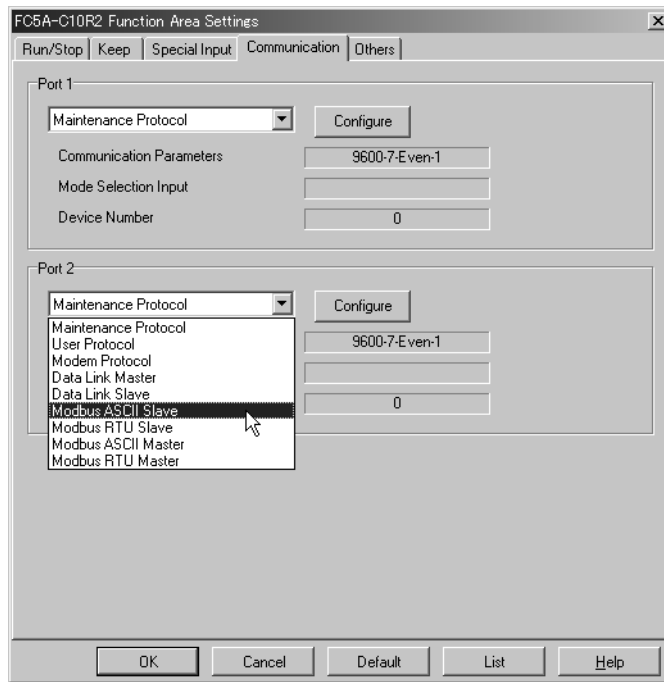 FC5A-C10R2 Function Area Settings
Run/Stop Keep Special Input Communication Others
Port 1
Maintenance Protocol Configure
Communication Parameters 9600-7-Even-1
Mode Selection Input
Device Number 0
Port 2
Maintenance Protocol Configure
Maintenance Protocol
User Protocol 9600-7-Even-1
Modem Protocol
Data Link Master
Data Link Slave 0
Modbus ASCII Slave
Modbus RTU Slave
Modbus ASCII Master
Modbus RTU Master
OK Cancel Default List Help